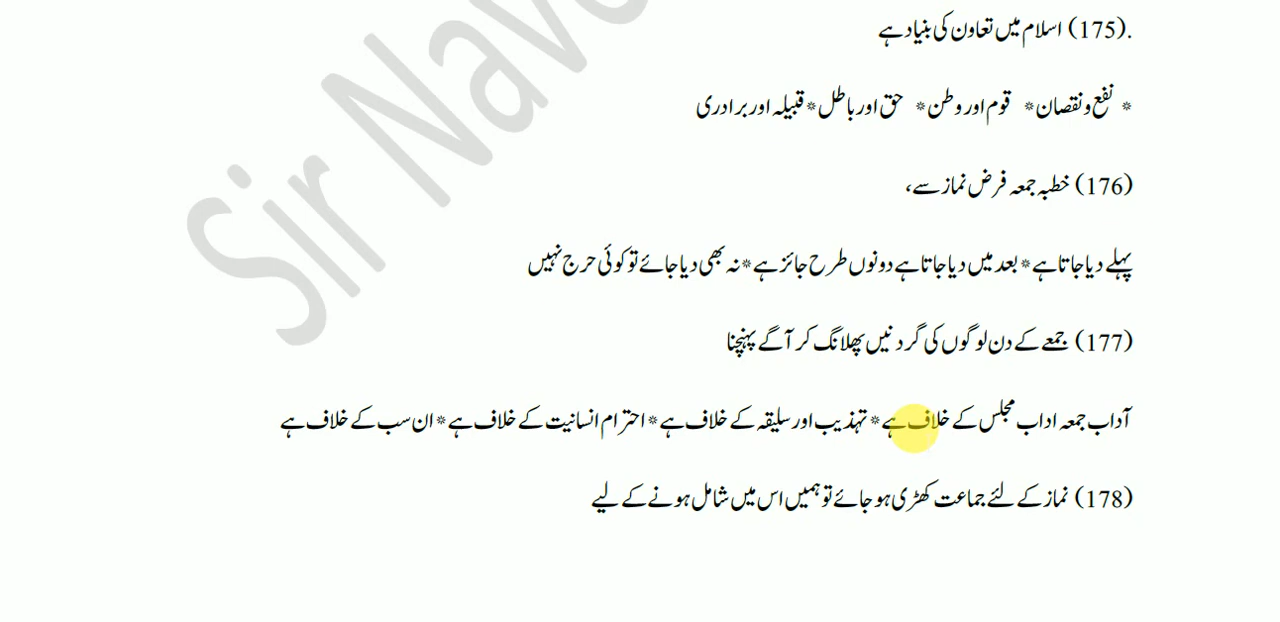 .(175) اسلام میں تعاون کی بنیاد ہے
* نفع و نقصان* قوم اور وطن * حق اور باطل * قبیلہ اور برادری
(176) خطبہ جمعہ فرض نماز سے،
پہلے دیا جاتا ہے * بعد میں دیا جاتا ہے دونوں طرح جائز ہے * نہ بھی دیا جائے تو کوئی حرج نہیں
(177) جمعے کے دن لوگوں کی گردنیں پھلانگ کر آگے پہنچنا
آداب جمعہ اداب مجلس کے خلاف ہے * تہذیب اور سلیقہ کے خلاف ہے * احترام انسانیت کے خلاف ہے * ان سب کے خلاف ہے
(178) نماز کے لئے جماعت کھڑی ہو جائے تو ہمیں اس میں شامل ہونے کے لیے
Sir Nave